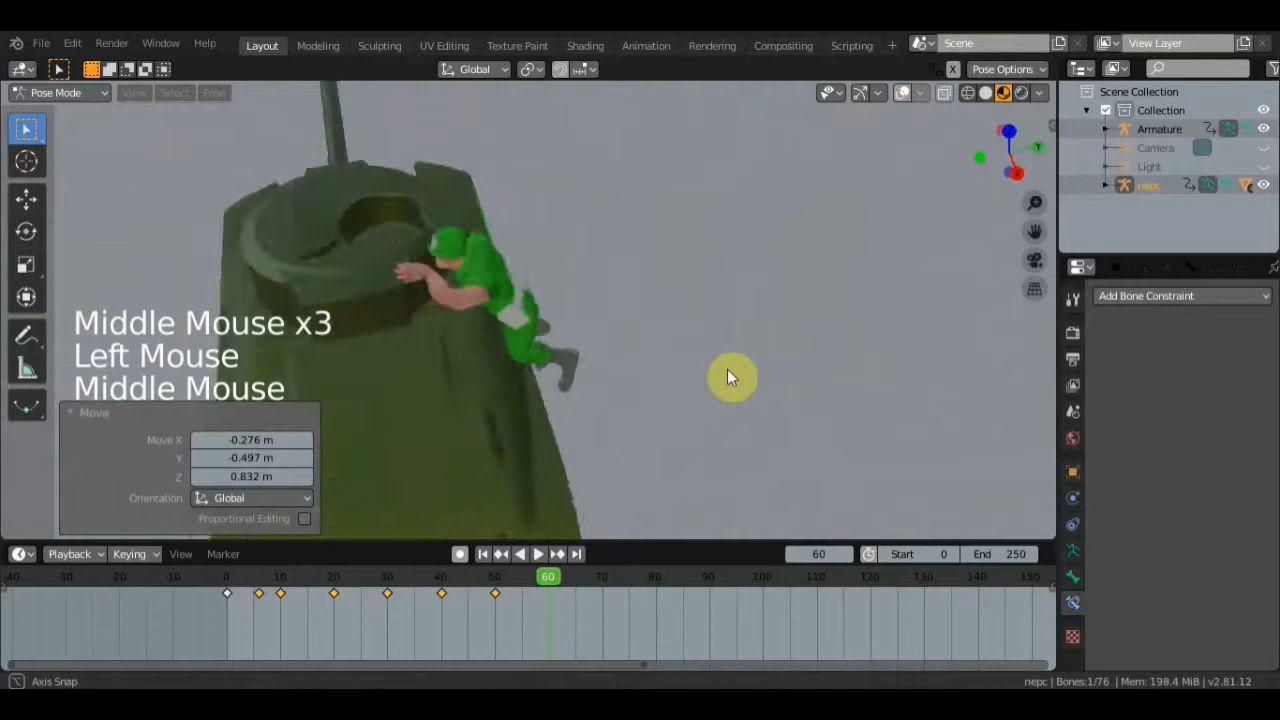 File Edit Render Window Help Layout Modeling Sculpting UV Editing Texture Paint Shading Animation Rendering Compositing Scripting + Scene View Layer
Global X Pose Options
Pose Mode View Select Pose
Scene Collection
Collection
Armature
Camera
Light
nepc
Add Bone Constraint
Middle Mouse x3
Left Mouse
Middle Mouse
Move
Move X -0.276 m
Y -0.497 m
Z 0.832 m
Orientation Global
Proportional Editing
Playback Keying View Marker 60 Start 0 End 250
-40 -30 20 10 0 10 20 30 40 50 60 70 80 90 100 110 120 130 140 150
Axis Snap nepc | Bones:1/76 | Mem: 198.4 MiB | v2.81.12